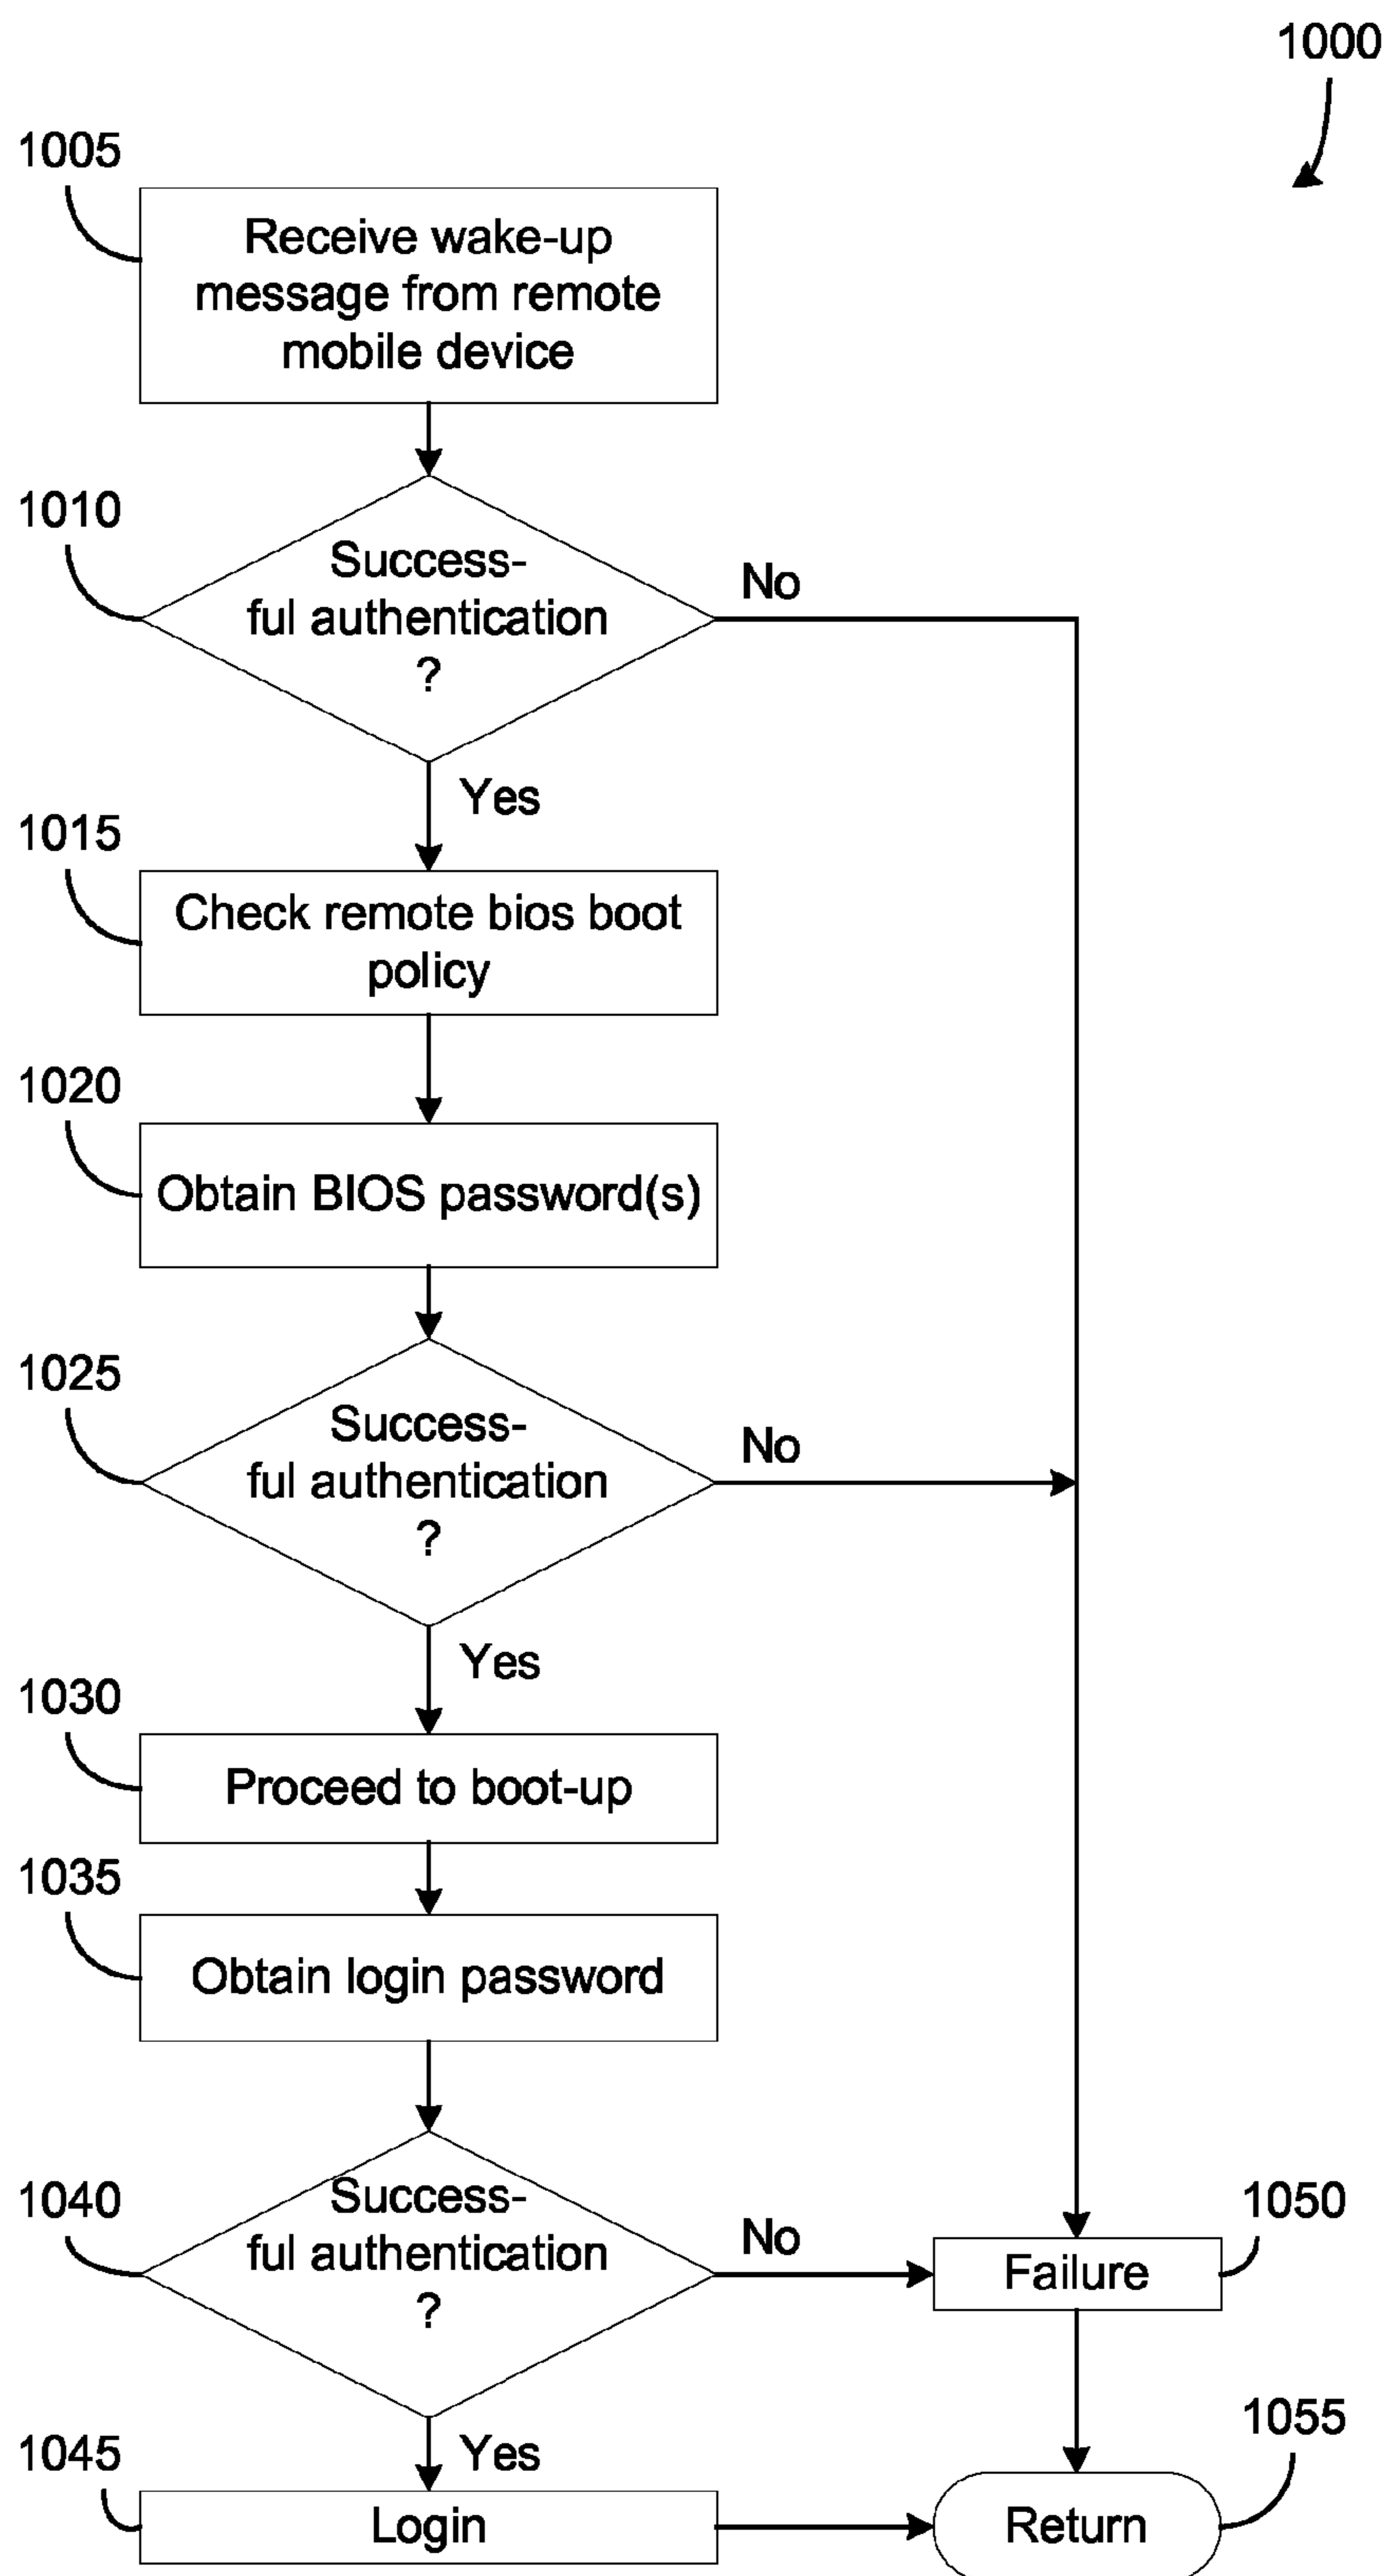 1000
1005
Receive wake-up
message from remote
mobile device
1010
Success-
ful authentication
?
No
Yes
1015
Check remote bios boot
policy
1020
Obtain BIOS password(s)
1025
Success-
ful authentication
?
No
Yes
1030
Proceed to boot-up
1035
Obtain login password
1040
Success-
ful authentication
?
No
1050
Failure
Yes
1045
Login
1055
Return